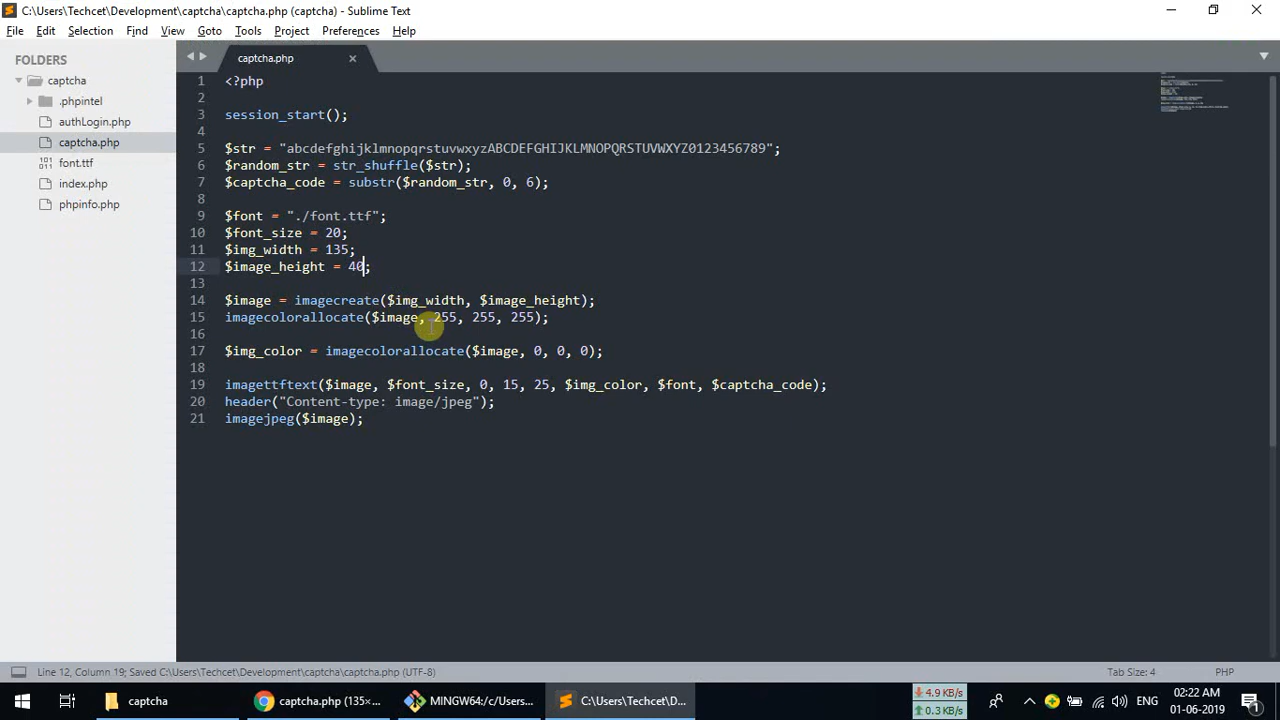 C:\Users\Techcet\Development\captcha\captcha.php (captcha) - Sublime Text
File Edit Selection Find View Goto Tools Project Preferences Help
FOLDERS
captcha
.phpintel
authLogin.php
captcha.php
font.ttf
index.php
phpinfo.php
captcha.php
1 <?php
2
3 session_start();
4
5 $str = "abcdefghijklmnopqrstuvwxyzABCDEFGHIJKLMNOPQRSTUVWXYZ0123456789";
6 $random_str = str_shuffle($str);
7 $captcha_code = substr($random_str, 0, 6);
8
9 $font = "./font.ttf";
10 $font_size = 20;
11 $img_width = 135;
12 $image_height = 40;
13
14 $image = imagecreate($img_width, $image_height);
15 imagecolorallocate($image, 255, 255, 255);
16
17 $img_color = imagecolorallocate($image, 0, 0, 0);
18
19 imagettftext($image, $font_size, 0, 15, 25, $img_color, $font, $captcha_code);
20 header("Content-type: image/jpeg");
21 imagejpeg($image);
Line 12, Column 19; Saved C:\Users\Techcet\Development\captcha\captcha.php (UTF-8)
Tab Size: 4
PHP
captcha
captcha.php (135×...
MINGW64:/c/Users...
C:\Users\Techcet\D...
4.9 KB/s
0.3 KB/s
ENG
02:22 AM
01-06-2019
1